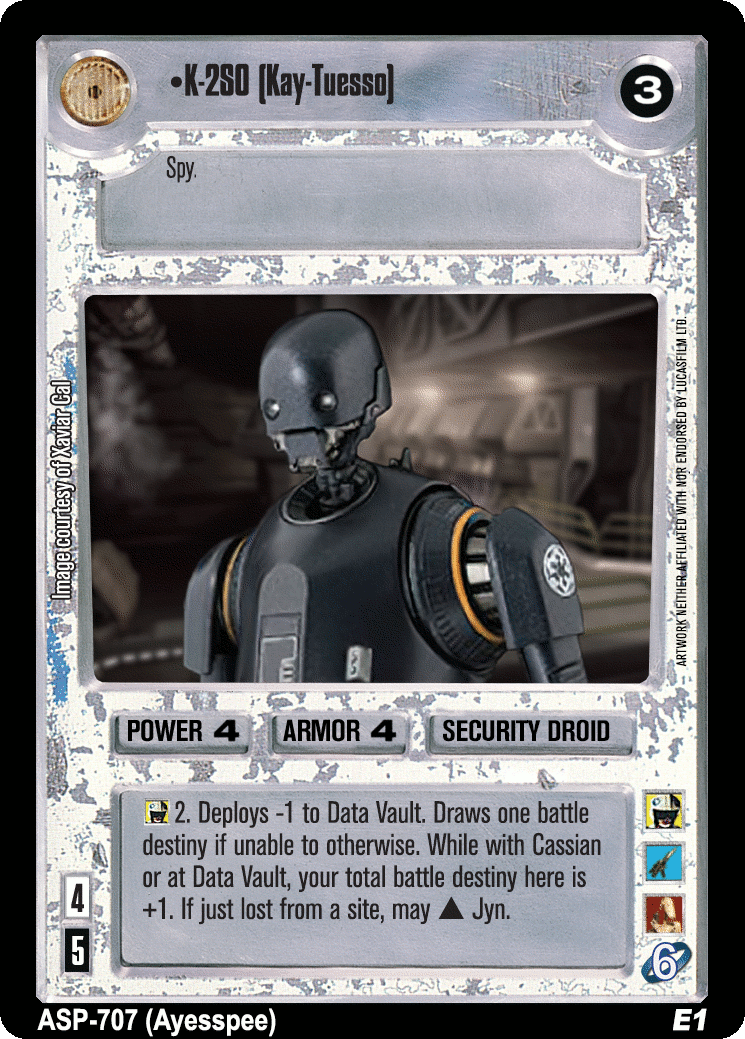 •K-2SO (Kay-Tuesso)
3
Spy.
Image courtesy of Xaviar Cal
ARTWORK NEITHER AFFILIATED WITH NOR ENDORSED BY LUCASFILM LTD.
POWER 4
ARMOR 4
SECURITY DROID
2. Deploys -1 to Data Vault. Draws one battle
destiny if unable to otherwise. While with Cassian
or at Data Vault, your total battle destiny here is
+1. If just lost from a site, may ▲ Jyn.
4
5
6
ASP-707 (Ayesspee)
E1